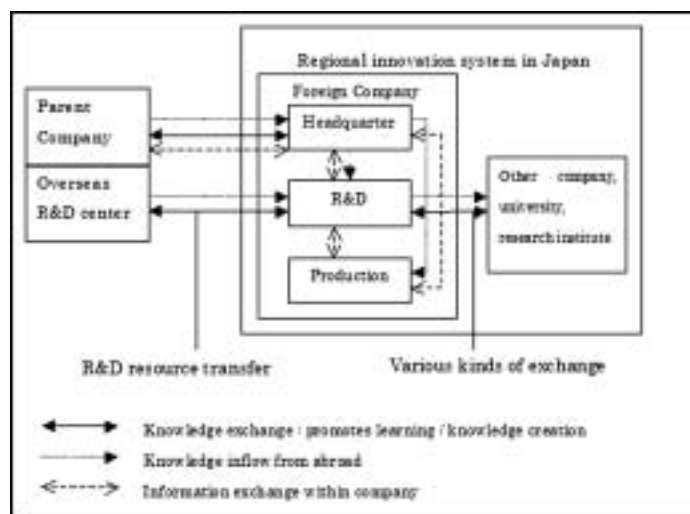 Regional innovation system in Japan
Foreign Company
Parent
Company
Headquarter
Overseas
R&D center
R&D
Other company,
university,
research institute
Production
R&D resource transfer
Various kinds of exchange
Knowledge exchange : promotes learning / knowledge creation
Knowledge inflow from abroad
Information exchange within company